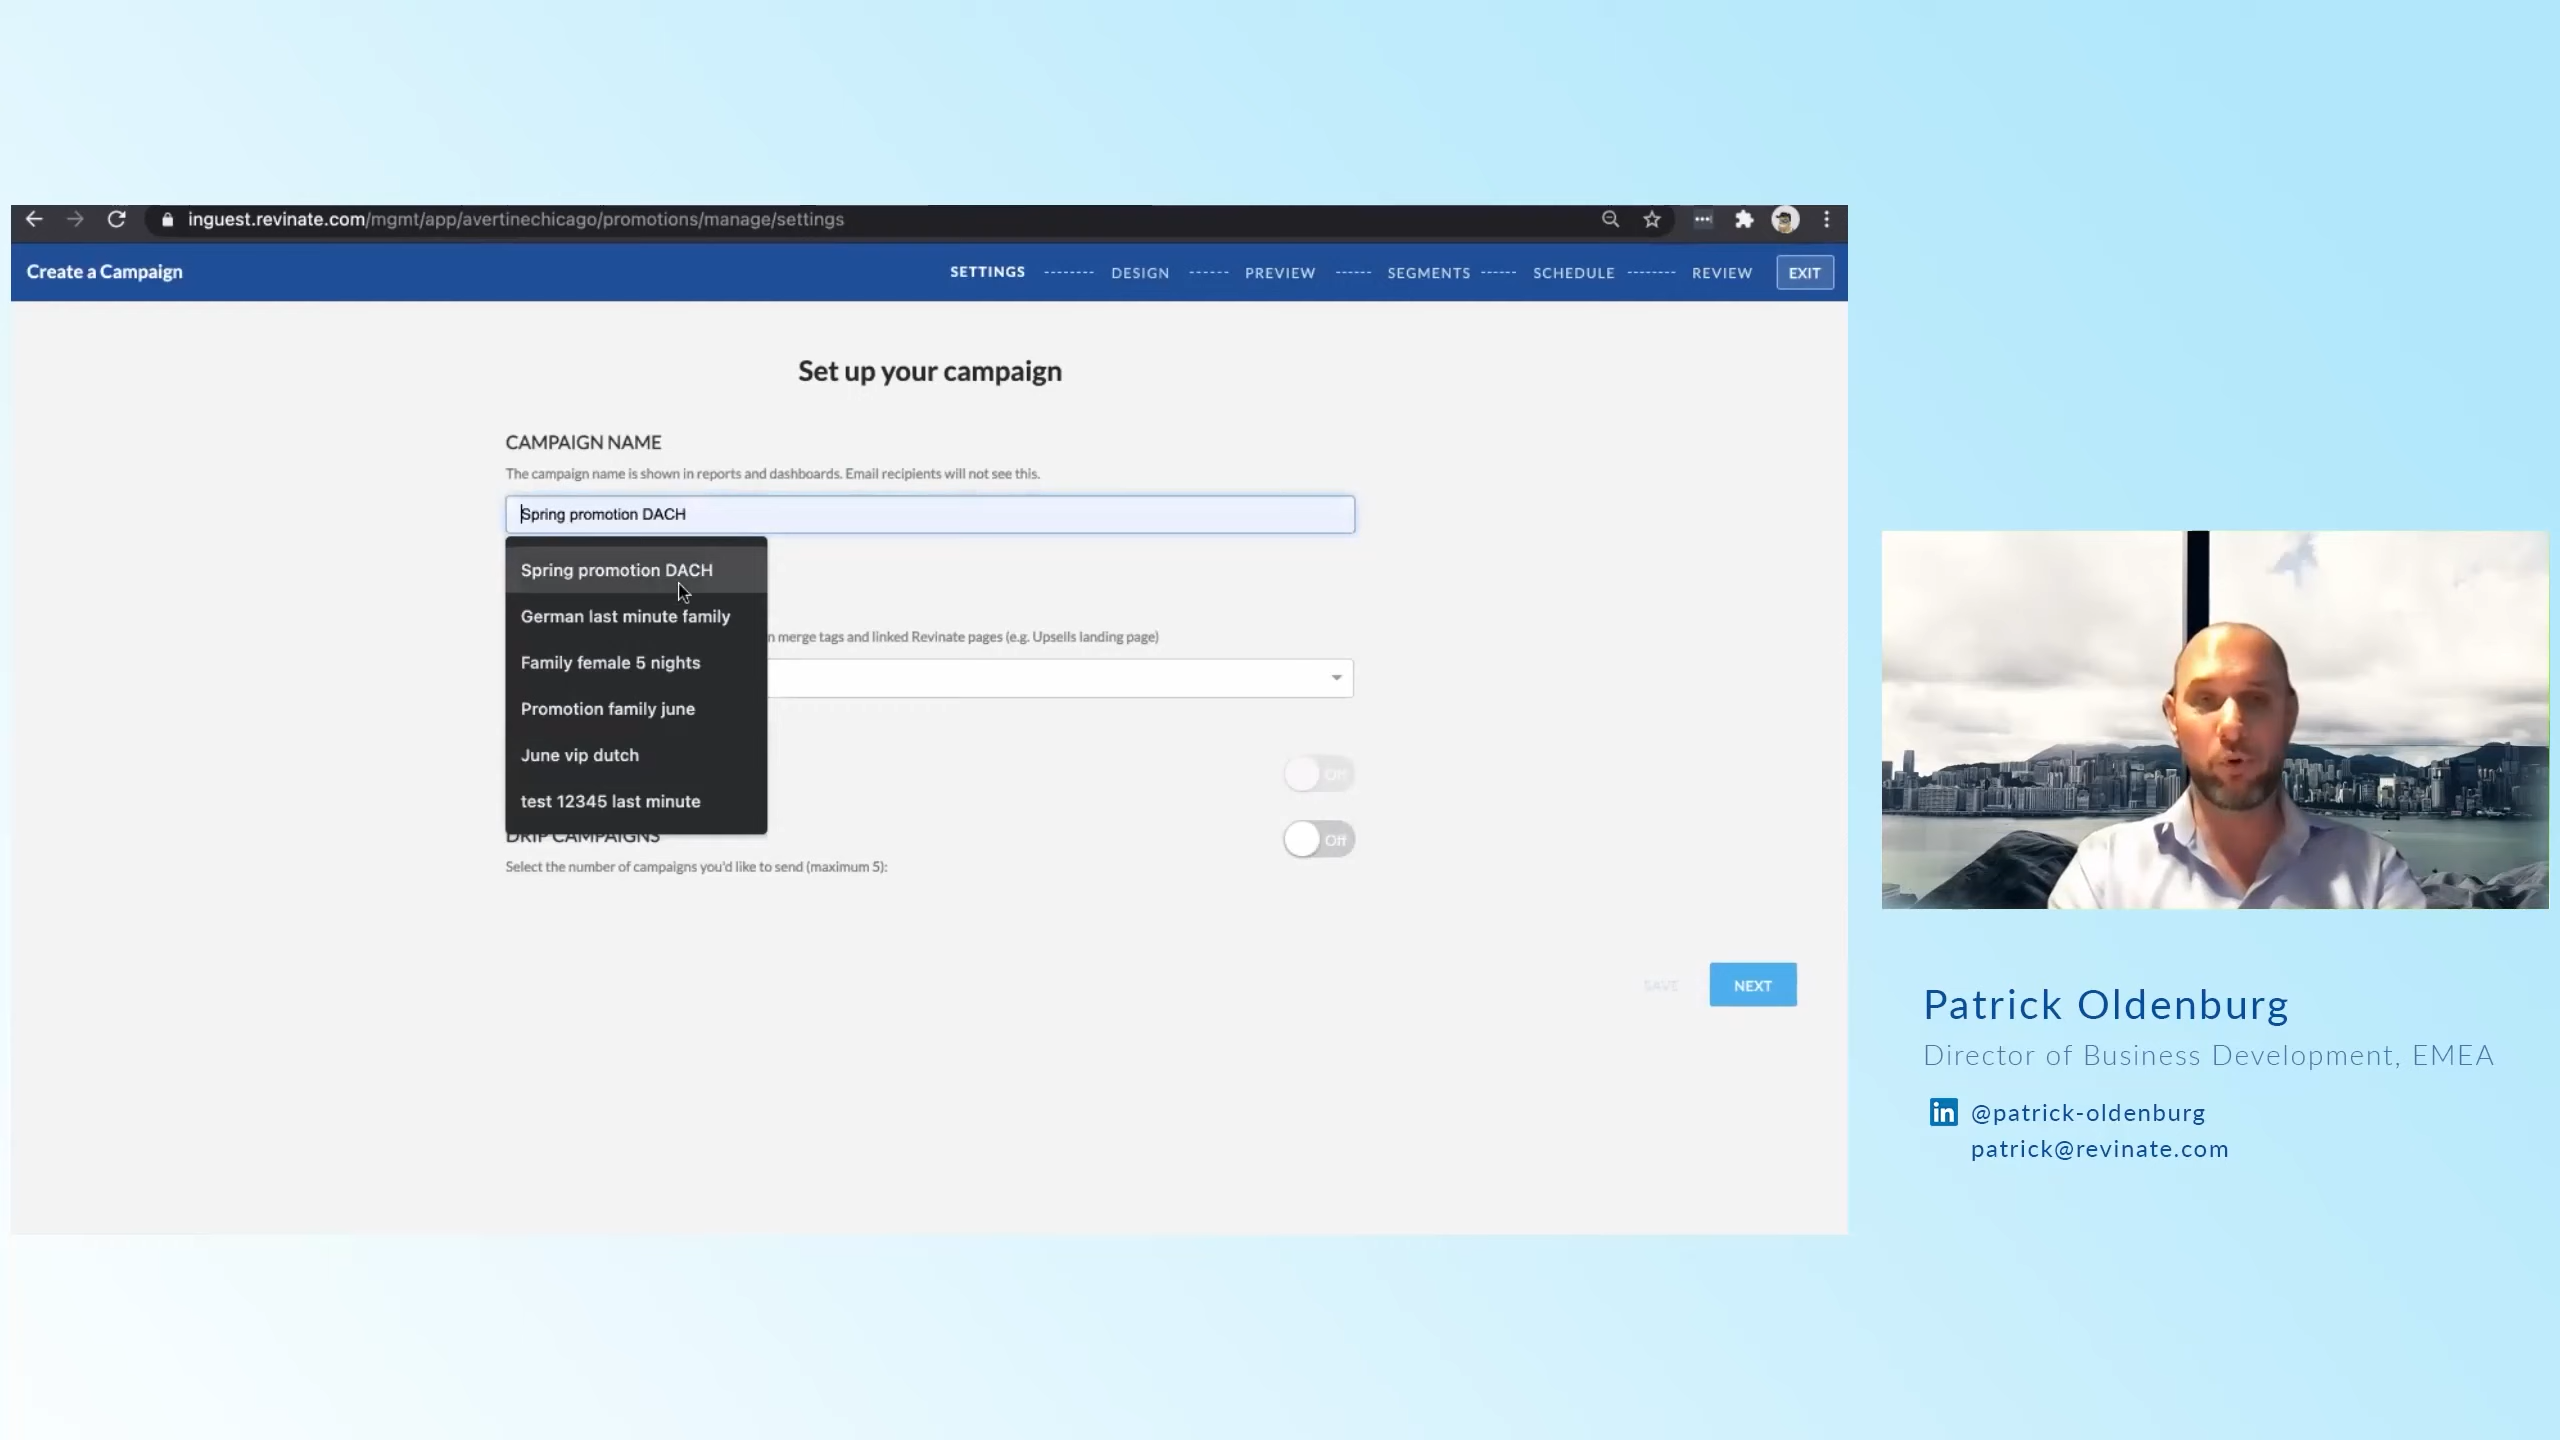 inguest.revinate.com/mgmt/app/avertinechicago/promotions/manage/settings
Create a Campaign
SETTINGS -------- DESIGN ------ PREVIEW ------ SEGMENTS ------ SCHEDULE -------- REVIEW EXIT
Set up your campaign
CAMPAIGN NAME
The campaign name is shown in reports and dashboards. Email recipients will not see this.
Spring promotion DACH
Spring promotion DACH
German last minute family
Family female 5 nights
Promotion family june
June vip dutch
test 12345 last minute
merge tags and linked Revinate pages (e.g. Upsells landing page)
Off
DRIP CAMPAIGNS
Off
Select the number of campaigns you'd like to send (maximum 5):
SAVE NEXT
Patrick Oldenburg
Director of Business Development, EMEA
in @patrick-oldenburg
patrick@revinate.com